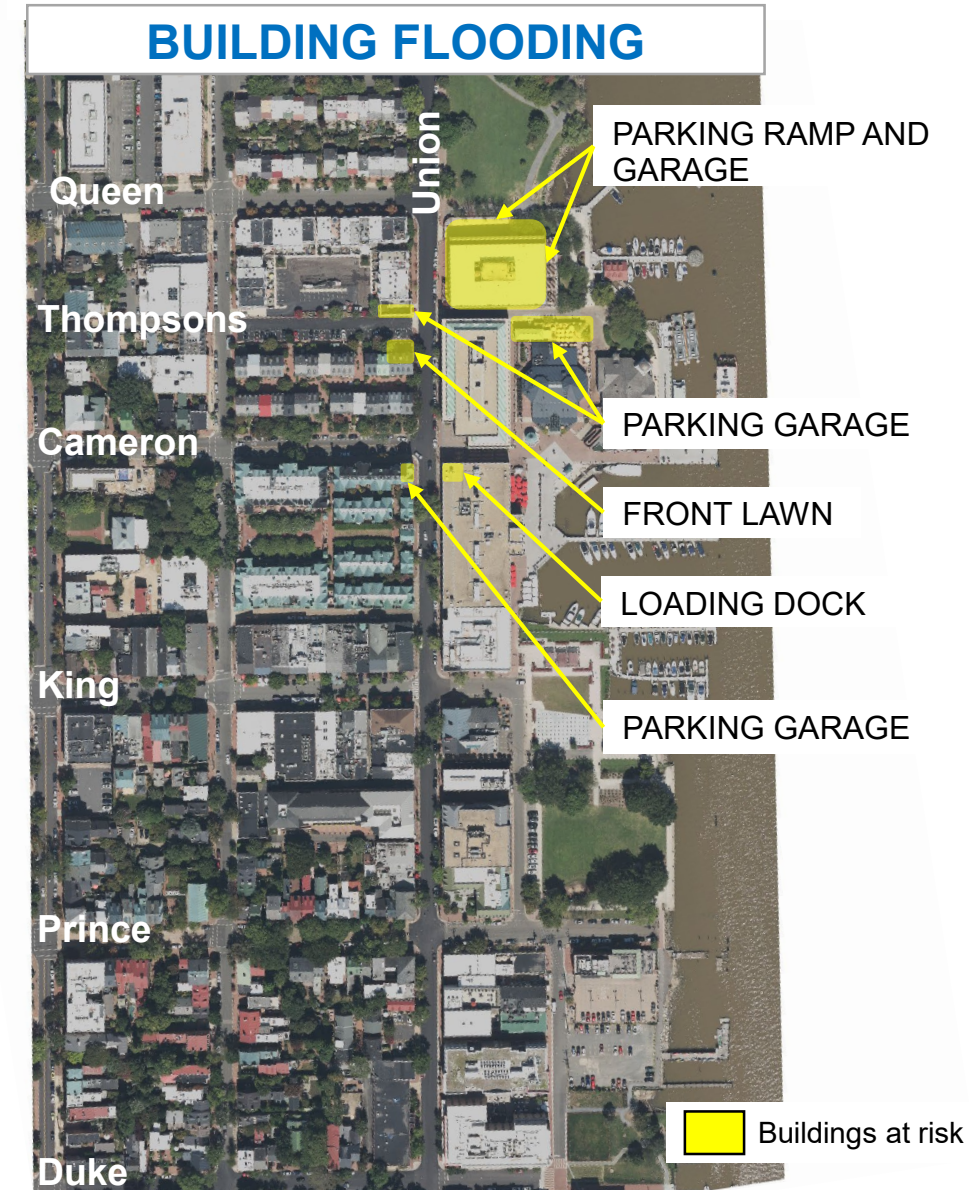 BUILDING FLOODING
Union
PARKING RAMP AND
GARAGE
Queen
Thompsons
PARKING GARAGE
Cameron
FRONT LAWN
LOADING DOCK
King
PARKING GARAGE
Prince
Buildings at risk
Duke